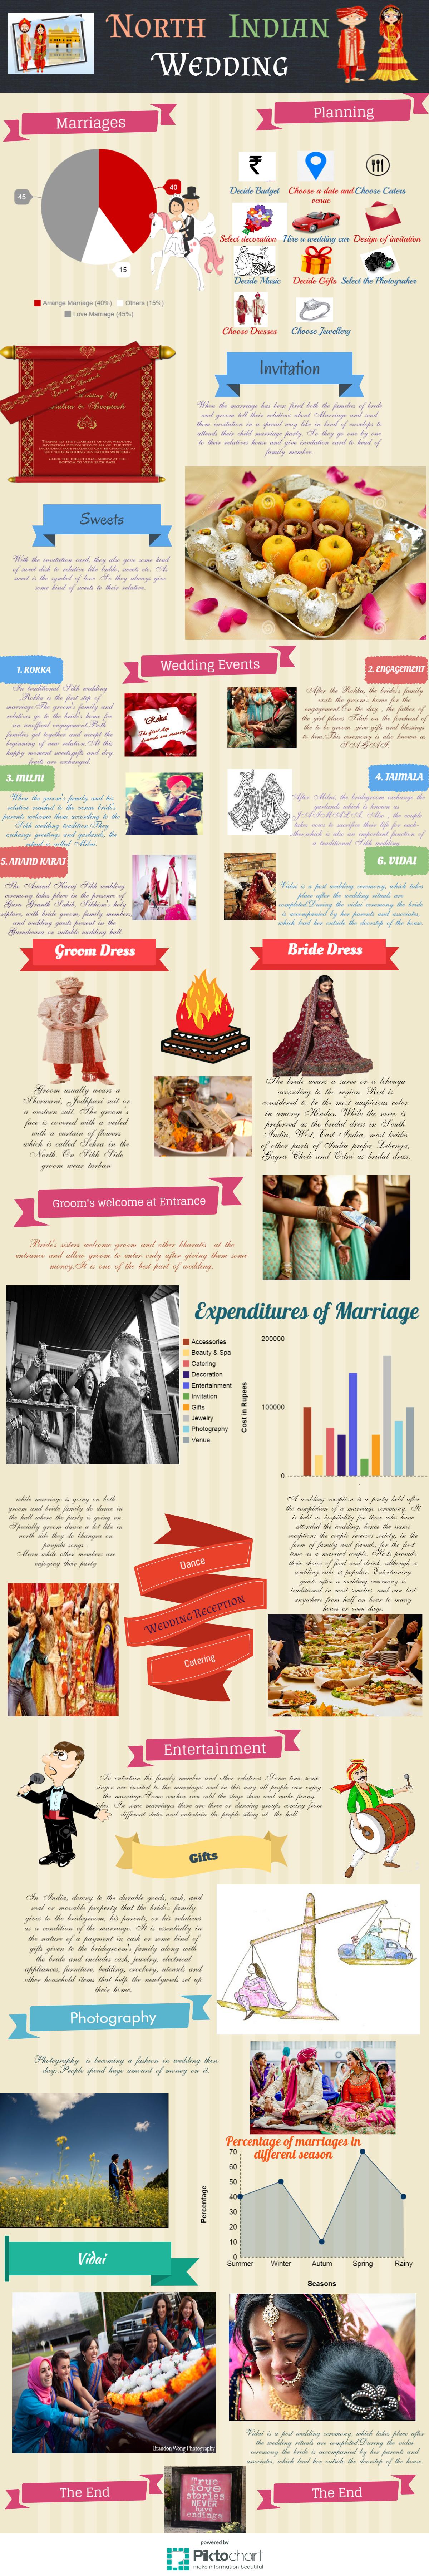 North Indian
Wedding
Marriages
40
45
15
Arrange Marriage (40%) Others (15%)
Love Marriage (45%)
Planning
Decide Budget
Choose a date and
venue
Choose Caters
Select decoration
Hire a wedding car
Design of invitation
Decide Music
Decide Gifts
Select the Photographer
Choose Dresses
Choose Jewellery
Invitation
When the marriage has been fixed both the families of bride
and groom tell their relatives about Marriage and send
them invitation in a special way like in kind of envelops to
attends their child marriage party. So they go one by one
to their relatives house and give invitation card to head of
family member.
Sweets
With the invitation card, they also give some kind
of sweet dish to relative like laddo, sweets etc. As
sweet is the symbol of love So they always give
some kind of sweets to their relative.
Wedding Events
1. ROKKA
In traditional Sikh wedding
,Rokka is the first step of
marriage.The groom's family and
relatives go to the bride's home for
an unofficial engagement.Both
families get together and accept the
beginning of new relation.At this
happy moment sweets,gifts and dry
fruits are exchanged.
Roka
The first step
towards our marriage
2. ENGAGEMENT
After the Rokka, the bride's family
visits the groom's home for the
engagement.On the day , the father of
the girl places Tilak on the forehead of
the to-be-groom and give gifts and blessings
to him.This ceremony is also known as
SAGAI.
3. MILNI
When the groom's family and his
relative reached to the venue bride's
parents welcome them according to the
Sikh wedding tradition.They
exchange greetings and garlands, the
ritual is called Milni.
4. JAIMALA
After Milni, the bridegroom exchange the
garlands which is known as
JAIMALA. Also , the couple
takes vows to sacrifice their life for each-
other,which is also an important function of
a traditional Sikh wedding.
5. ANAND KARAJ
The Anand Karaj Sikh wedding
ceremony takes place in the presence of
Guru Granth Sahib, Sikhism's holy
scripture, with bride groom, family members,
and wedding guests present in the
Gurudwara or suitable wedding hall.
6. VIDAI
Vidai is a post wedding ceremony, which takes
place after the wedding rituals are
completed.During the vidai ceremony the bride
is accompanied by her parents and associates,
which lead her outside the doorstep of the house.
Groom Dress
Bride Dress
Groom usually wears a
Sherwani, Jodhpuri suit or
a western suit. The groom's
face is covered with a veiled
with a curtain of flowers
which is called Sehra in the
North. On Sikh Side
groom wear turban
The bride wears a saree or a lehenga
according to the region. Red is
considered to be the most auspicious color
in among Hindus. While the saree is
preferred as the bridal dress in South
India, West, East India, most brides
of other parts of India prefer Lehenga,
Gagra Choli and Odni as bridal dress.
Groom's welcome at Entrance
Bride's sisters welcome groom and other bharatis at the
entrance and allow groom to enter only after giving them some
money.It is one of the best part of wedding.
Expenditures of Marriage
Accessories
Beauty & Spa
Catering
Decoration
Entertainment
Invitation
Gifts
Jewelry
Photography
Venue
Cost in Rupees
200000
100000
0
while marriage is going on both
groom and bride family do dance in
the hall where the party is going on.
Specially groom dance a lot like in
north side they do bhangra on
punjabi songs.
Mean while other members are
enjoying their party
Dance
Wedding Reception
Catering
A wedding reception is a party held after
the completion of a marriage ceremony. It
is held as hospitality for those who have
attended the wedding, hence the name
reception: the couple receives society, in the
form of family and friends, for the first
time as a married couple. Hosts provide
their choice of food and drink, although a
wedding cake is popular. Entertaining
guests after a wedding ceremony is
traditional in most societies, and can last
anywhere from half an hour to many
hours or even days.
Entertainment
To entertain the family member and other relatives. Some time some
singer are invited to the marriages and in this way all people can enjoy
the marriage.Some anchor can add the stage show and make funny
jokes. In some marriages there are three or dancing groups coming from
different states and entertain the people siting at the hall
Gifts
In India, dowry to the durable goods, cash, and
real or movable property that the bride's family
gives to the bridegroom, his parents, or his relatives
as a condition of the marriage. It is essentially in
the nature of a payment in cash or some kind of
gifts given to the bridegroom's family along with
the bride and includes cash, jewelry, electrical
appliances, furniture, bedding, crockery, utensils and
other household items that help the newlyweds set up
their home.
Photography
Photography is becoming a fashion in wedding these
days.People spend huge amount of money on it.
Percentage of marriages in
different season
Percentage
70
60
50
40
30
20
10
0
Summer Winter Autum Spring Rainy
Seasons
Vidai
Brandon Wong Photography
Vidai is a post wedding ceremony, which takes place after
the wedding rituals are completed.During the vidai
ceremony the bride is accompanied by her parents and
associates, which lead her outside the doorstep of the house.
The End
True
love
stories
NEVER
have
endings
The End
powered by
Piktochart
make information beautiful